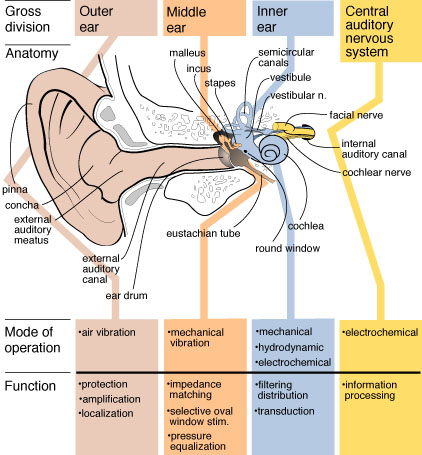 Gross
division
Outer
ear
Middle
ear
Inner
ear
Central
auditory
nervous
system
Anatomy
malleus
incus
stapes
semicircular
canals
vestibule
vestibular n.
facial nerve
internal
auditory canal
cochlear nerve
pinna
concha
external
auditory
meatus
external
auditory
canal
ear drum
eustachian tube
cochlea
round window
Mode of
operation
•air vibration
•mechanical
vibration
•mechanical
•hydrodynamic
•electrochemical
•electrochemical
Function
•protection
•amplification
•localization
•impedance
matching
•selective oval
window stim.
•pressure
equalization
•filtering
distribution
•transduction
•information
processing